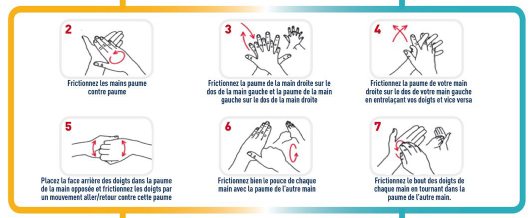 2
Frictionnez les mains paume
contre paume
3
Frictionnez la paume de la main droite sur le
dos de la main gauche et la paume de la main
gauche sur le dos de la main droite
4
Frictionnez la paume de votre main
droite sur le dos de votre main gauche
en entrelaçant vos doigts et vice versa
5
Placez la face arrière des doigts dans la paume
de la main opposée et frictionnez les doigts par
un mouvement aller/retour contre cette paume
6
Frictionnez bien le pouce de chaque
main avec la paume de l'autre main
7
Frictionnez le bout des doigts de
chaque main en tournant dans la
paume de l'autre main.